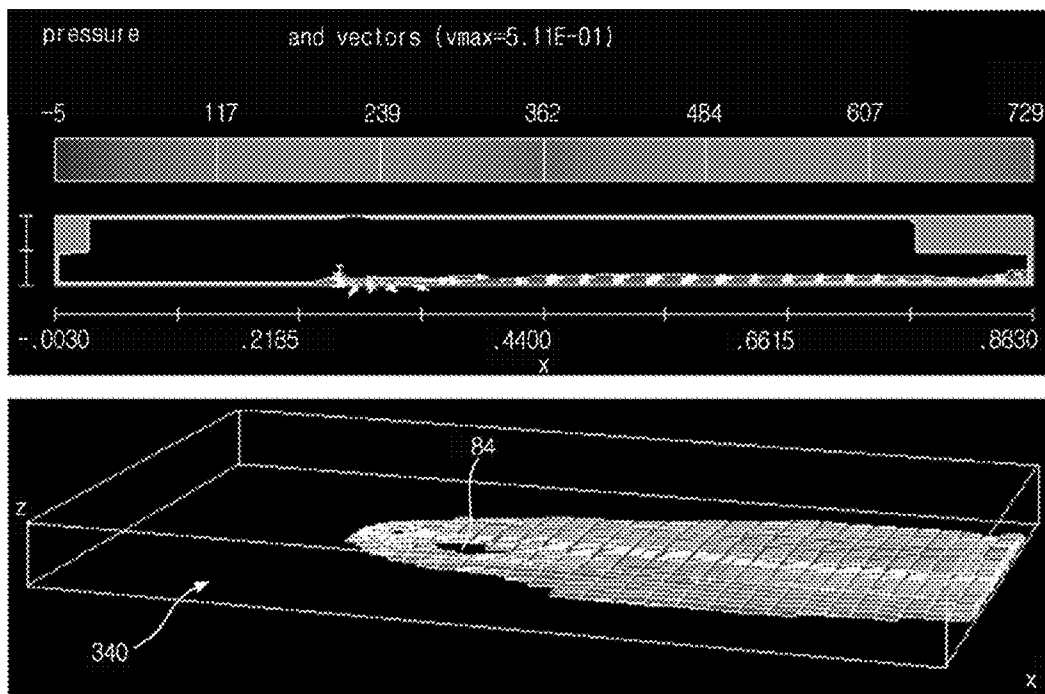 pressure and vectors (vmax=5.11E-01)
-5 117 239 362 484 607 729
-.0030 .2185 .4400 .6615 .8830
X
84
Z
340
X